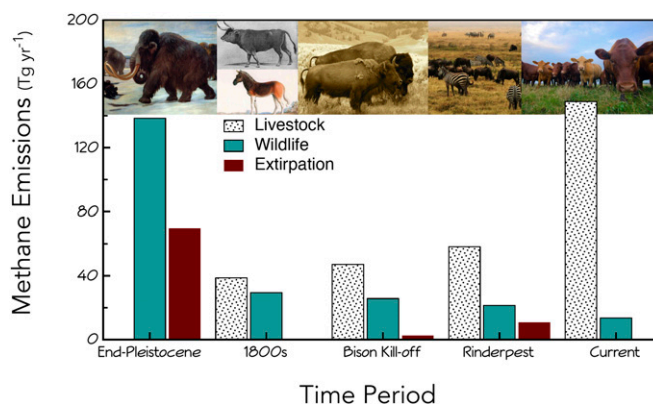 200
160
120
80
40
0
Methane Emissions (Tg yr⁻¹)
Livestock
Wildlife
Extirpation
End-Pleistocene
1800s
Bison Kill-off
Rinderpest
Current
Time Period